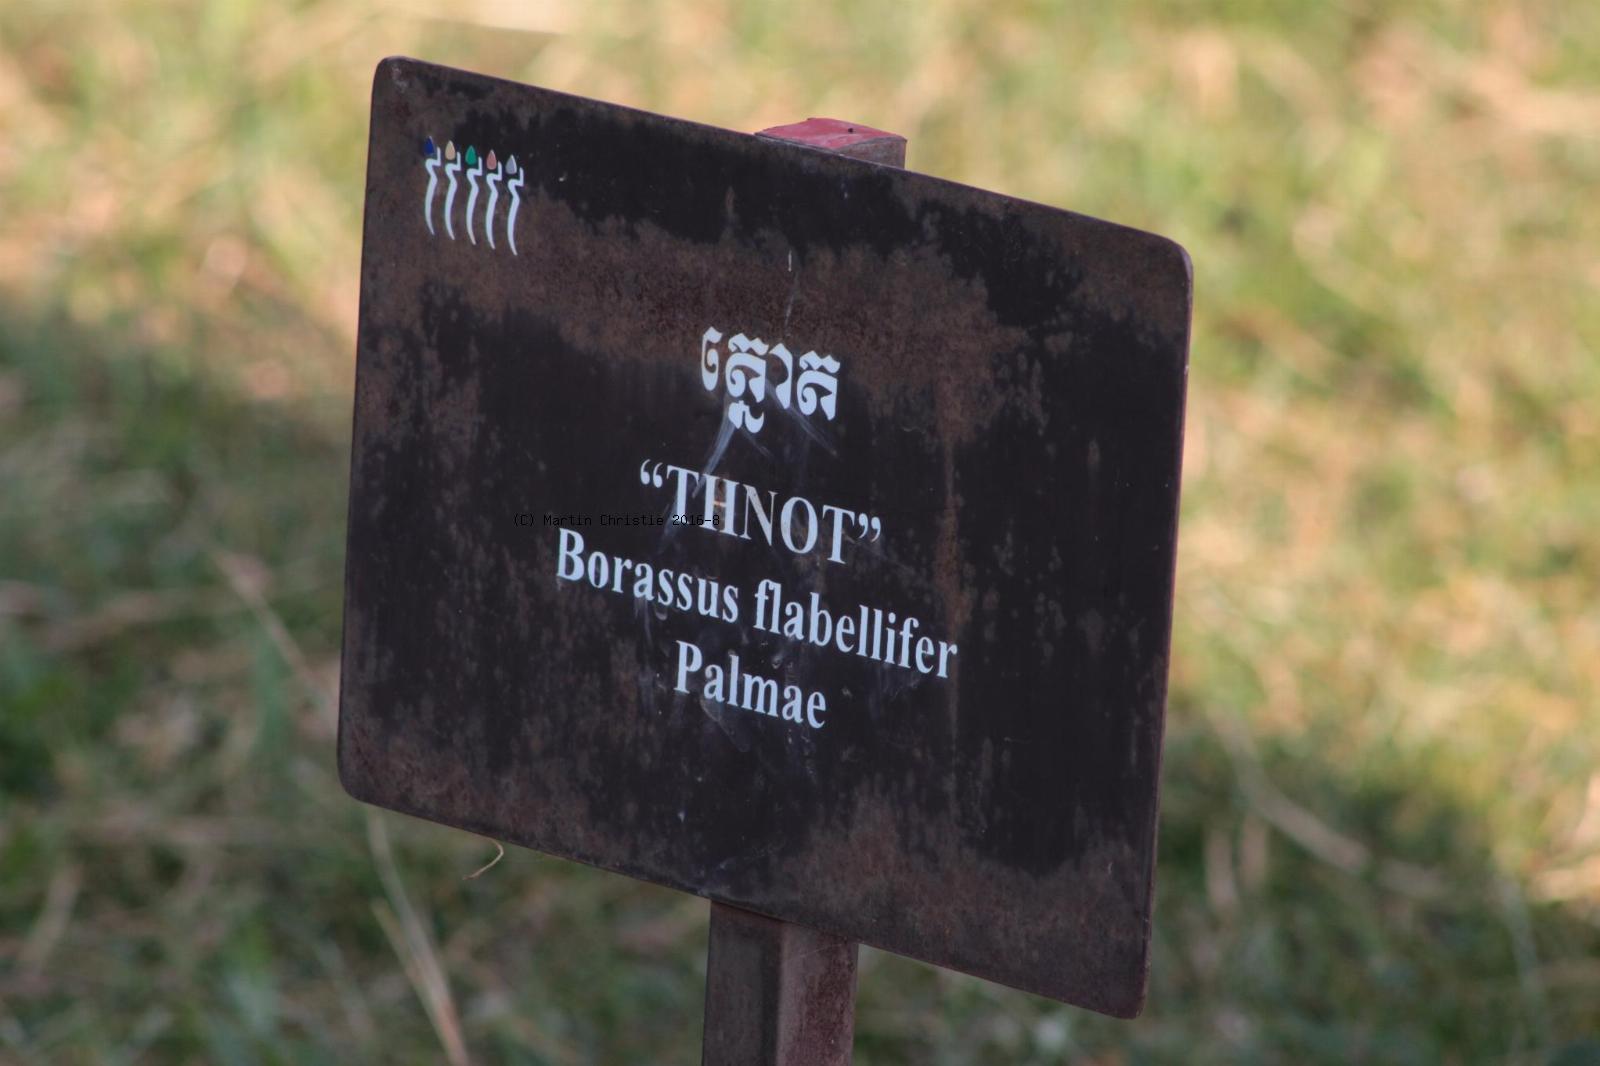 ត្នោត
“THNOT”
(C) Martin Christie 2016-8
Borassus flabellifer
Palmae